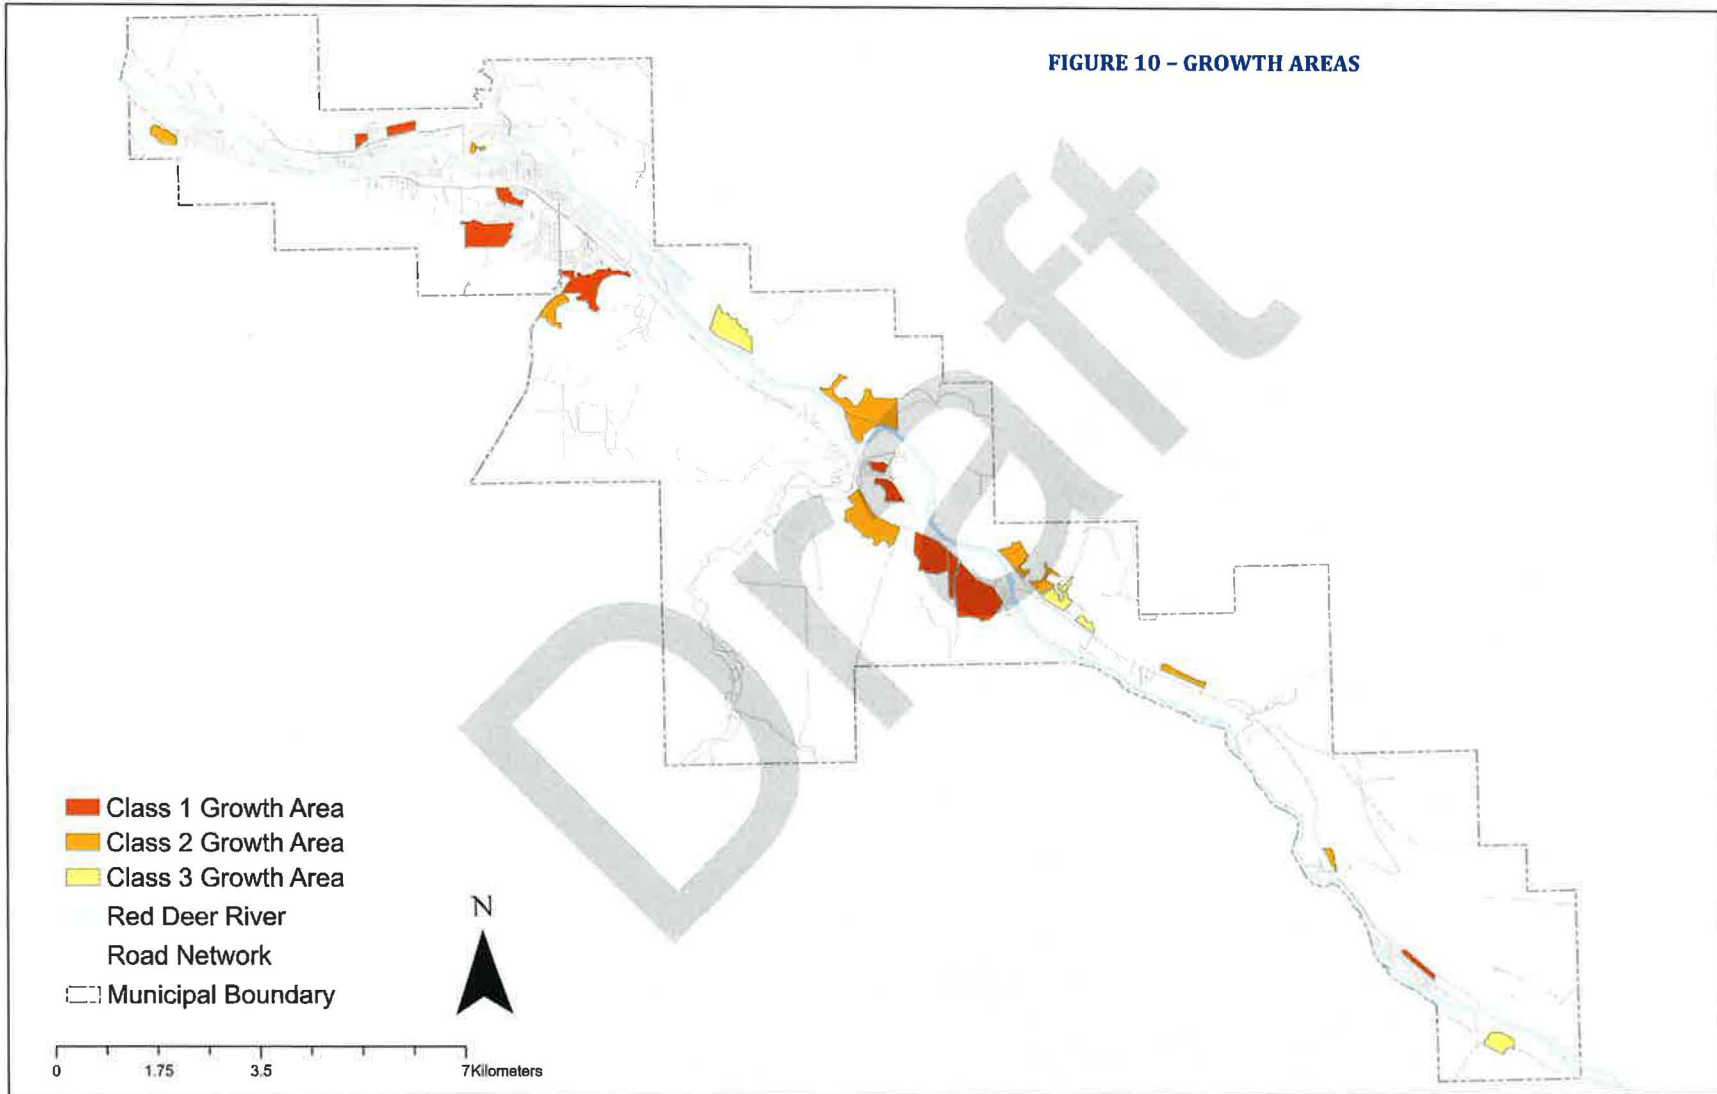 FIGURE 10 – GROWTH AREAS
Draft
Class 1 Growth Area
Class 2 Growth Area
Class 3 Growth Area
Red Deer River
Road Network
Municipal Boundary
N
0 1.75 3.5 7Kilometers